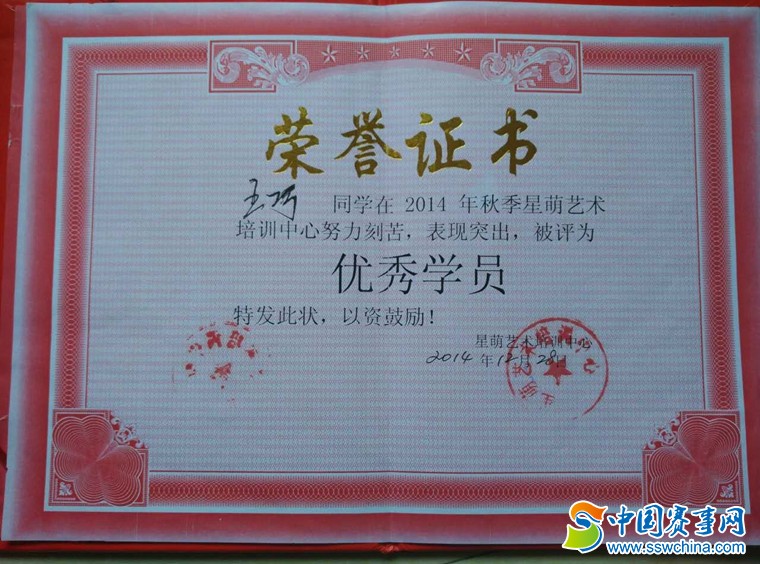 荣誉证书
王巧 同学在 2014 年秋季星萌艺术
培训中心努力刻苦，表现突出，被评为
优秀学员
特发此状，以资鼓励！
星萌艺术培训中心
2014 年 12 月 28 日
中国赛事网
www.sswchina.com